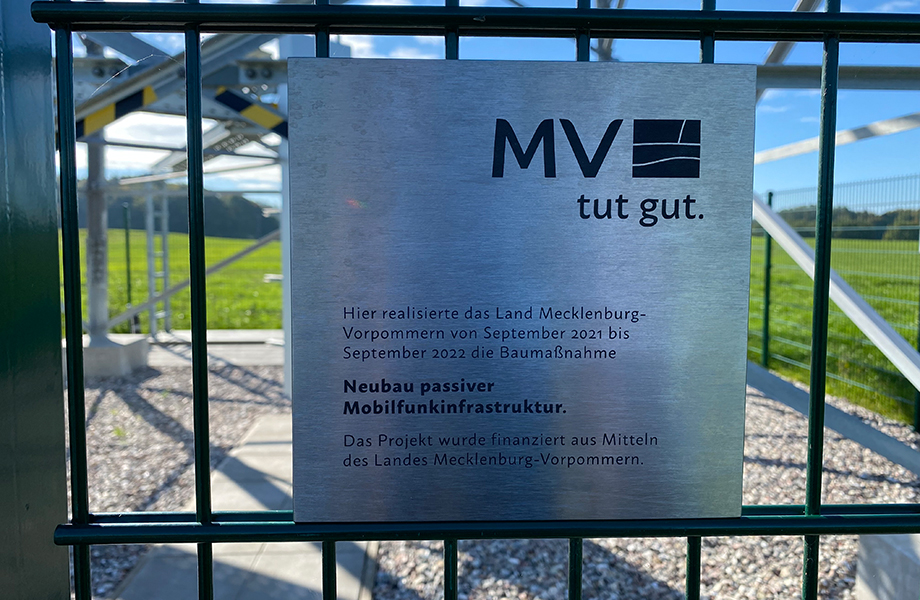 MV
tut gut.
Hier realisierte das Land Mecklenburg-
Vorpommern von September 2021 bis
September 2022 die Baumaßnahme
Neubau passiver
Mobilfunkinfrastruktur.
Das Projekt wurde finanziert aus Mitteln
des Landes Mecklenburg-Vorpommern.